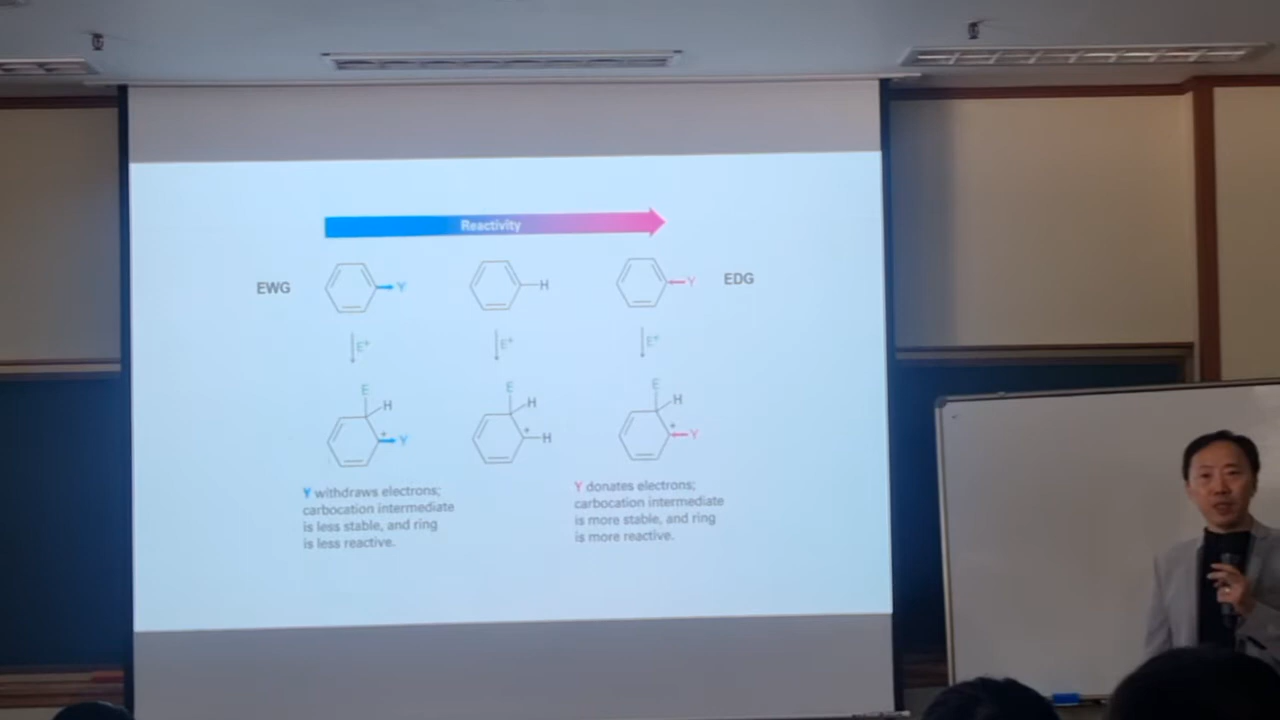 Reactivity
EWG
Y
H
Y
EDG
E⁺
E⁺
E⁺
E
E
E
H
H
H
+
Y
+
H
+
Y
Y withdraws electrons;
carbocation intermediate
is less stable, and ring
is less reactive.
Y donates electrons;
carbocation intermediate
is more stable, and ring
is more reactive.